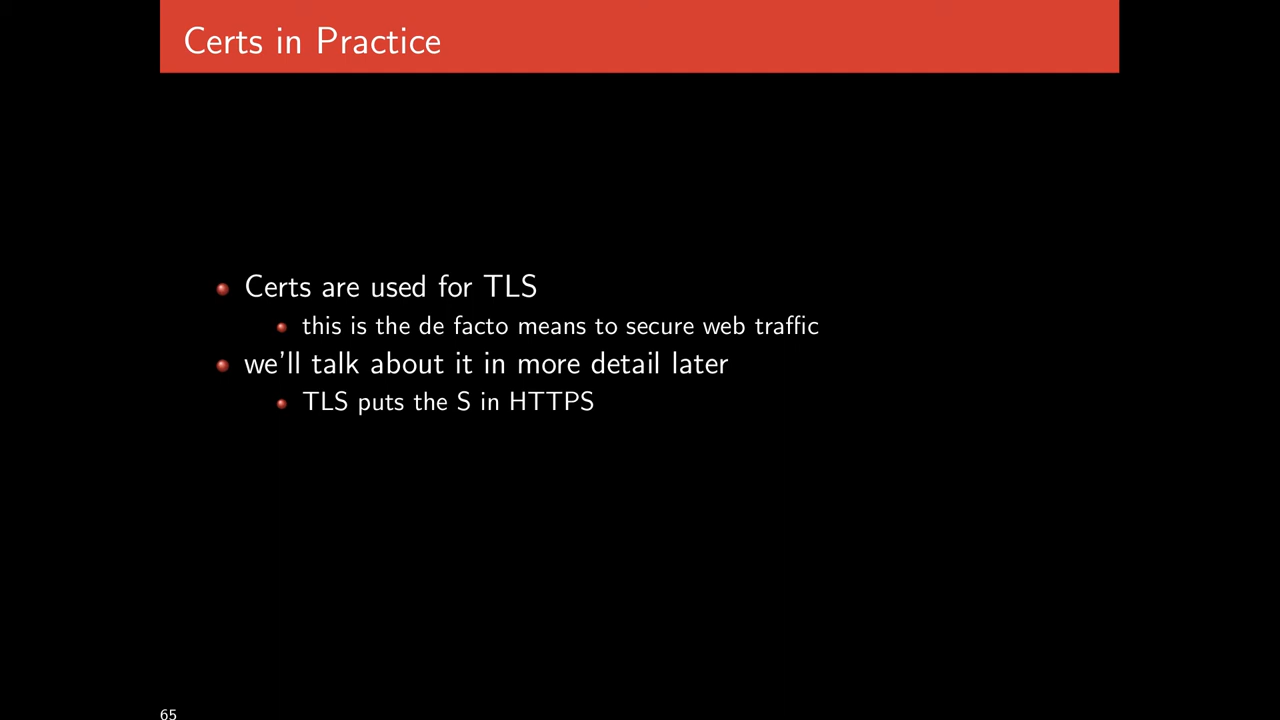 Certs in Practice
Certs are used for TLS
this is the de facto means to secure web traffic
we'll talk about it in more detail later
TLS puts the S in HTTPS
65